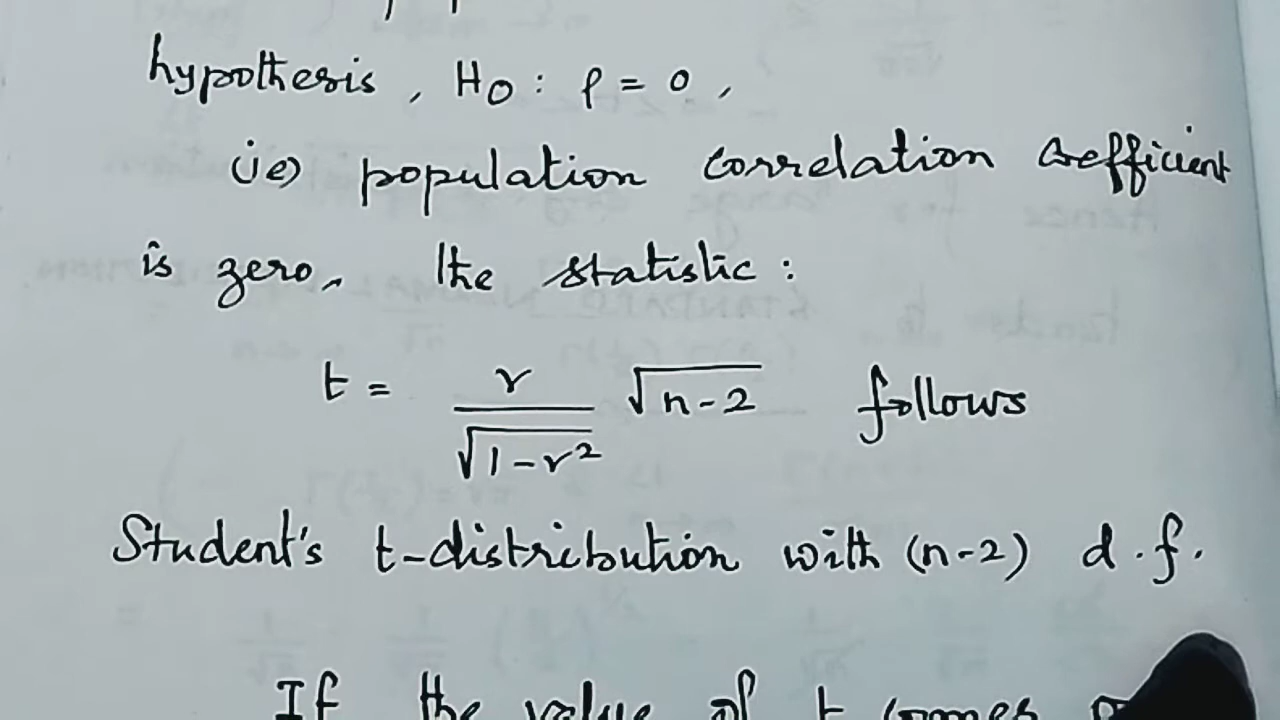 hypothesis, H0: ρ = 0,
(ie) population correlation coefficient
is zero, the statistic:
t = r / √(1-r²) √(n-2) follows
Student's t-distribution with (n-2) d.f.
If the value of t comes